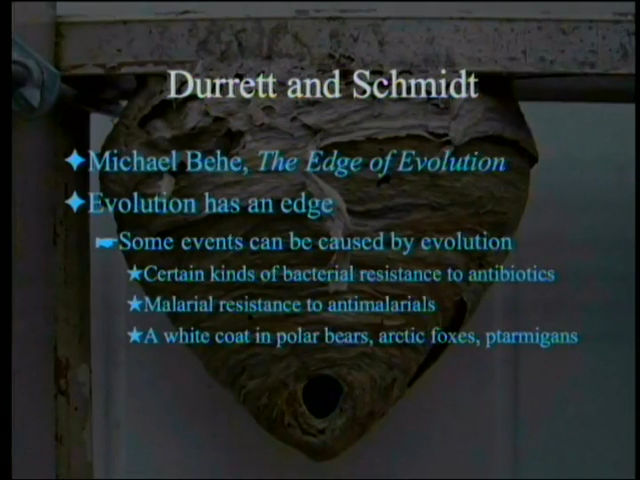 Durrett and Schmidt
Michael Behe, The Edge of Evolution
Evolution has an edge
Some events can be caused by evolution
Certain kinds of bacterial resistance to antibiotics
Malarial resistance to antimalarials
A white coat in polar bears, arctic foxes, ptarmigans